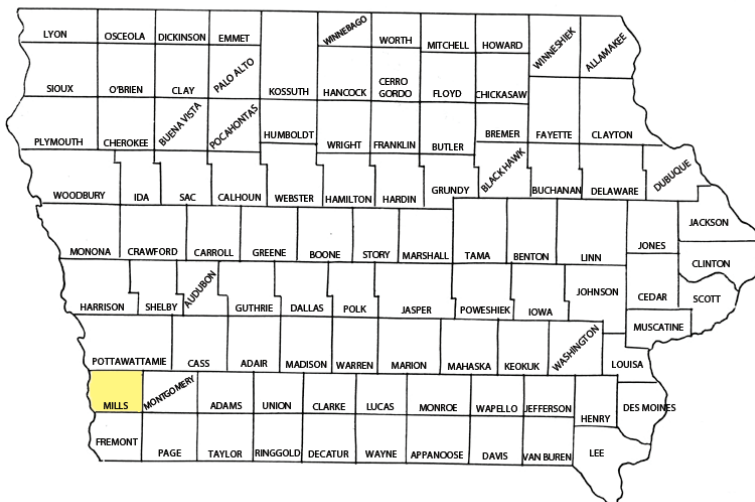 LYON OSCEOLA DICKINSON EMMET WINNEBAGO WORTH MITCHELL HOWARD WINNESHIEK ALLAMAKEE
SIOUX O'BRIEN CLAY PALO ALTO KOSSUTH HANCOCK CERRO GORDO FLOYD CHICKASAW
PLYMOUTH CHEROKEE BUENA VISTA POCAHONTAS HUMBOLDT WRIGHT FRANKLIN BUTLER BREMER FAYETTE CLAYTON
WOODBURY IDA SAC CALHOUN WEBSTER HAMILTON HARDIN GRUNDY BLACK HAWK BUCHANAN DELAWARE DUBUQUE
MONONA CRAWFORD CARROLL GREENE BOONE STORY MARSHALL TAMA BENTON LINN JONES JACKSON
CLINTON
HARRISON SHELBY AUDUBON GUTHRIE DALLAS POLK JASPER POWESHIEK IOWA JOHNSON CEDAR SCOTT
MUSCATINE
POTTAWATTAMIE CASS ADAIR MADISON WARREN MARION MAHASKA KEOKUK WASHINGTON LOUISA
MILLS MONTGOMERY ADAMS UNION CLARKE LUCAS MONROE WAPELLO JEFFERSON HENRY DES MOINES
FREMONT PAGE TAYLOR RINGGOLD DECATUR WAYNE APPANOOSE DAVIS VAN BUREN LEE